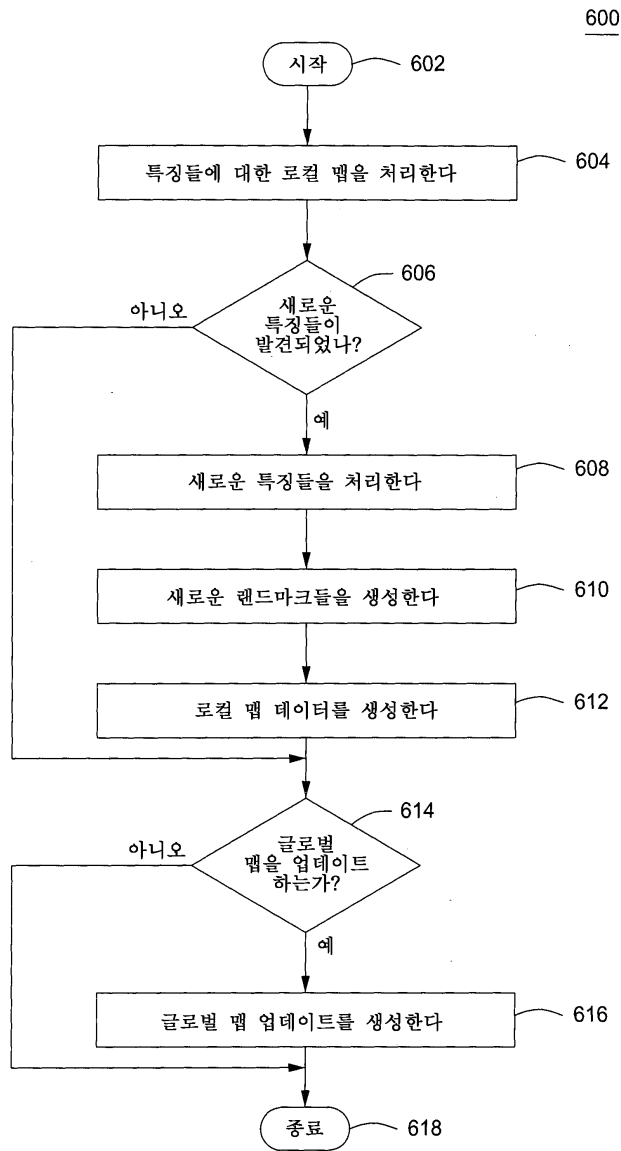 600
시작
602
특징들에 대한 로컬 맵을 처리한다
604
606
아니오
새로운
특징들이
발견되었나?
예
새로운 특징들을 처리한다
608
새로운 랜드마크들을 생성한다
610
로컬 맵 데이터를 생성한다
612
614
아니오
글로벌
맵을 업데이트
하는가?
예
글로벌 맵 업데이트를 생성한다
616
종료
618